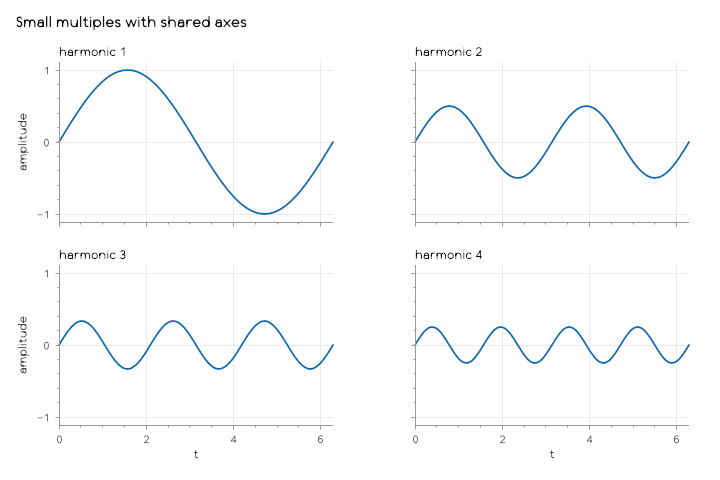 Small multiples with shared axes
harmonic 1
harmonic 2
1
0
−1
amplitude
harmonic 3
harmonic 4
1
0
−1
amplitude
0 2 4 6
0 2 4 6
t
t